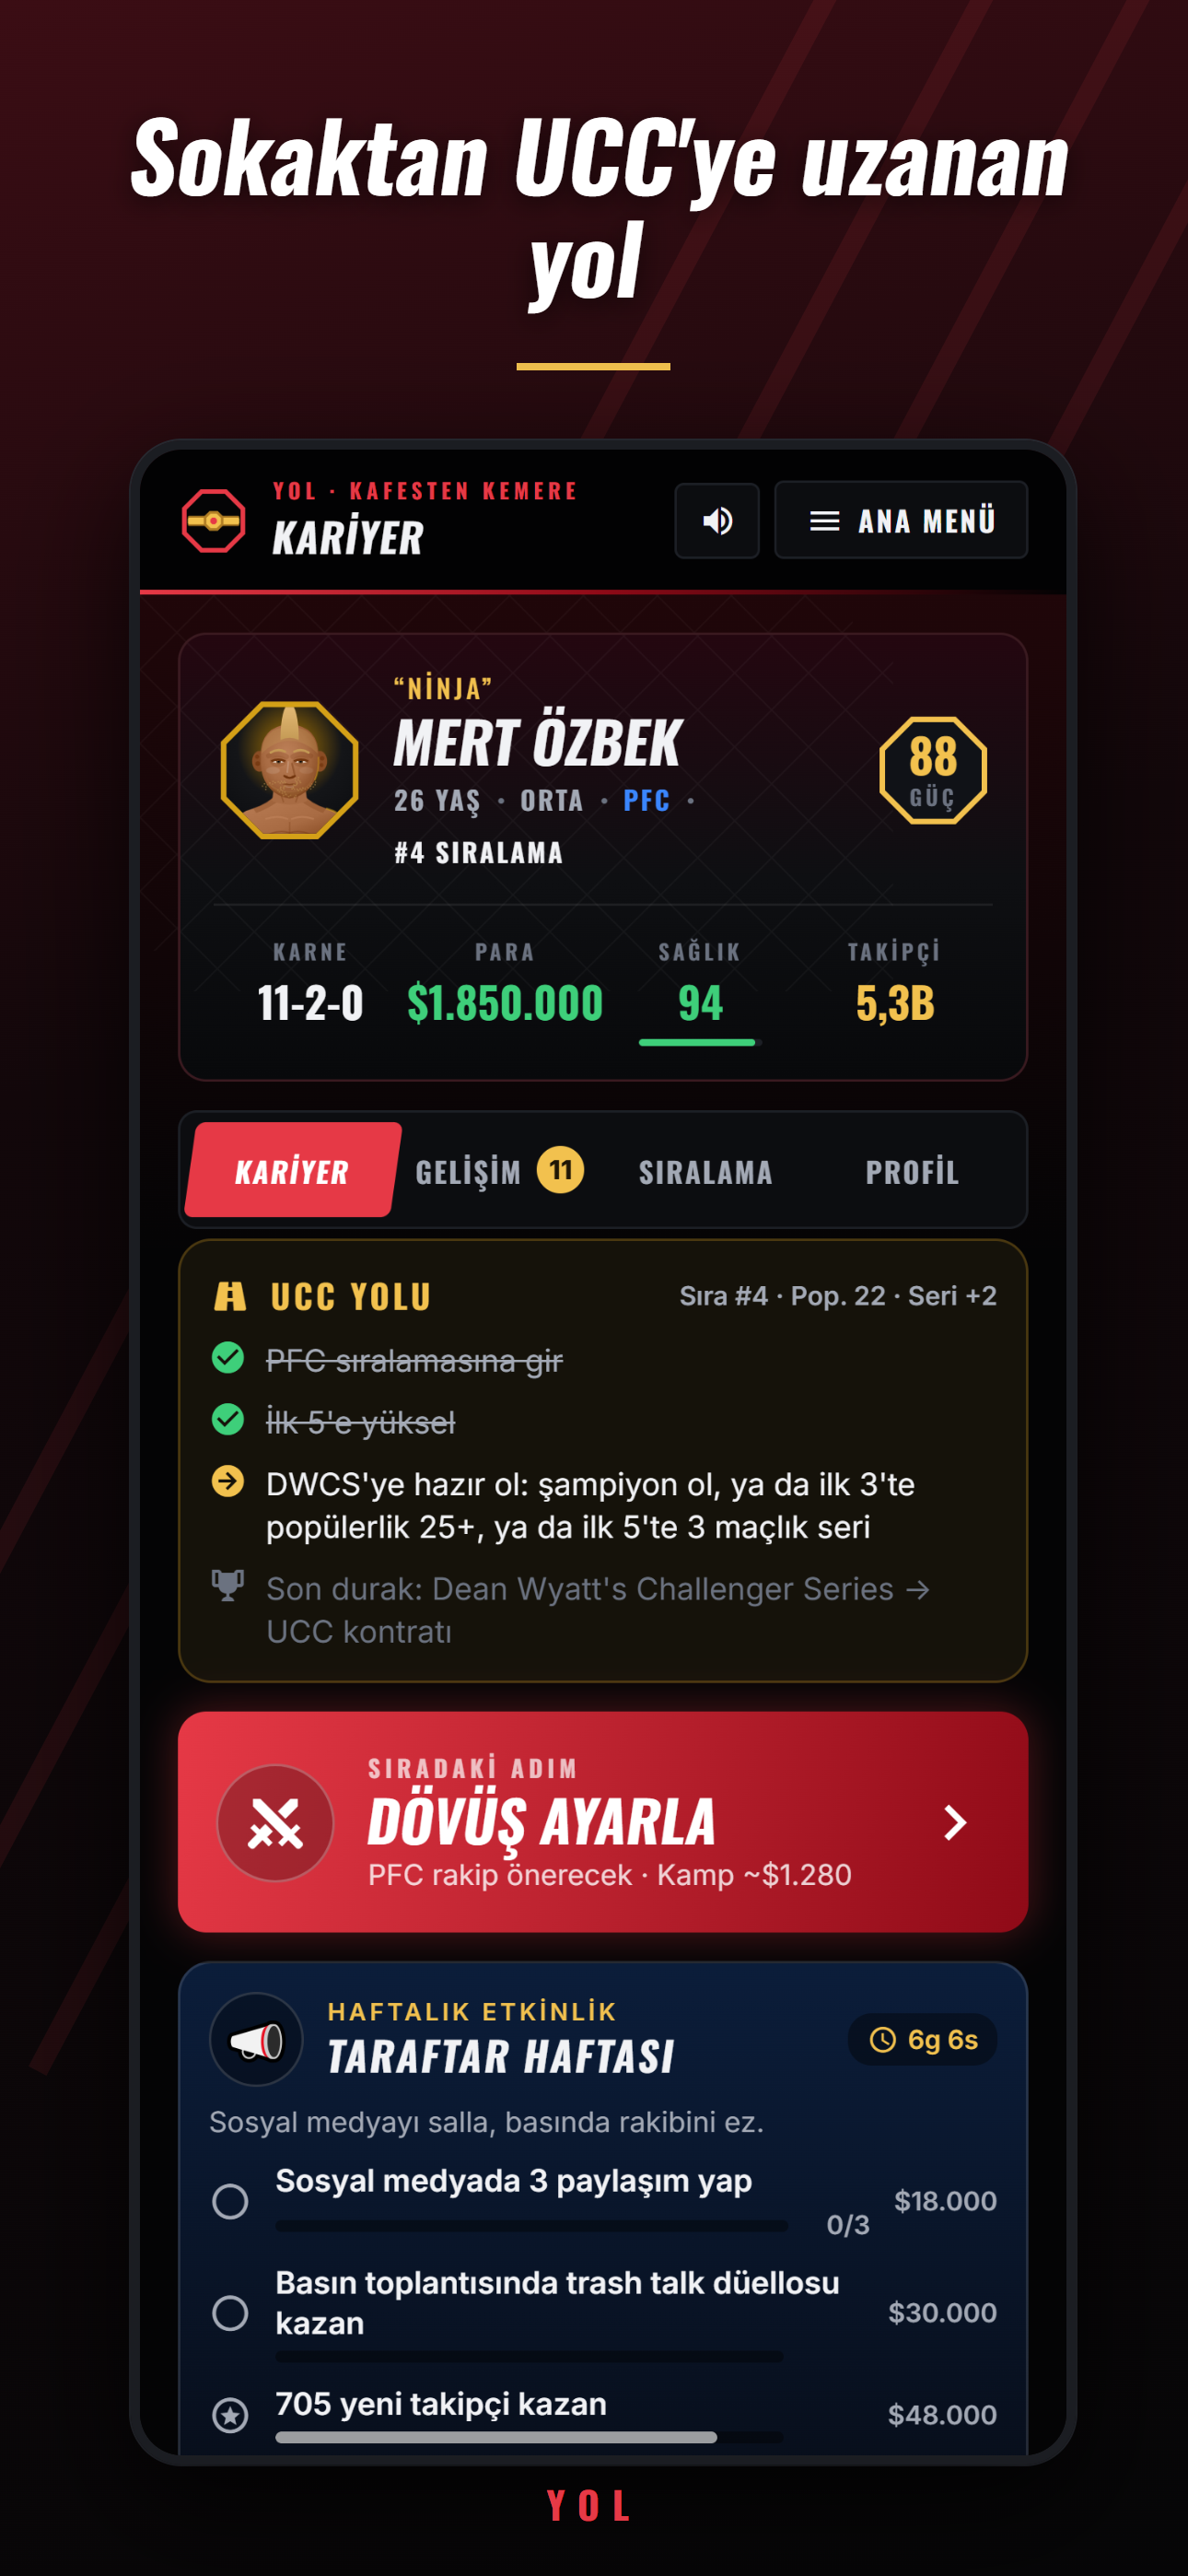 Sokaktan UCC'ye uzanan
yol
YOL · KAFESTEN KEMERE
KARİYER
ANA MENÜ
“NİNJA”
MERT ÖZBEK
26 YAŞ · ORTA · PFC ·
#4 SIRALAMA
88
GÜÇ
KARNE
PARA
SAĞLIK
TAKİPÇİ
11-2-0
$1.850.000
94
5,3B
KARİYER
GELİŞİM
11
SIRALAMA
PROFİL
UCC YOLU
Sıra #4 · Pop. 22 · Seri +2
PFC sıralamasına gir
İlk 5'e yüksel
DWCS'ye hazır ol: şampiyon ol, ya da ilk 3'te
popülerlik 25+, ya da ilk 5'te 3 maçlık seri
Son durak: Dean Wyatt's Challenger Series →
UCC kontratı
SIRADAKİ ADIM
DÖVÜŞ AYARLA
PFC rakip önerecek · Kamp ~$1.280
HAFTALIK ETKİNLİK
TARAFTAR HAFTASI
6g 6s
Sosyal medyayı salla, basında rakibini ez.
Sosyal medyada 3 paylaşım yap
0/3
$18.000
Basın toplantısında trash talk düellosu
kazan
$30.000
705 yeni takipçi kazan
$48.000
YOL